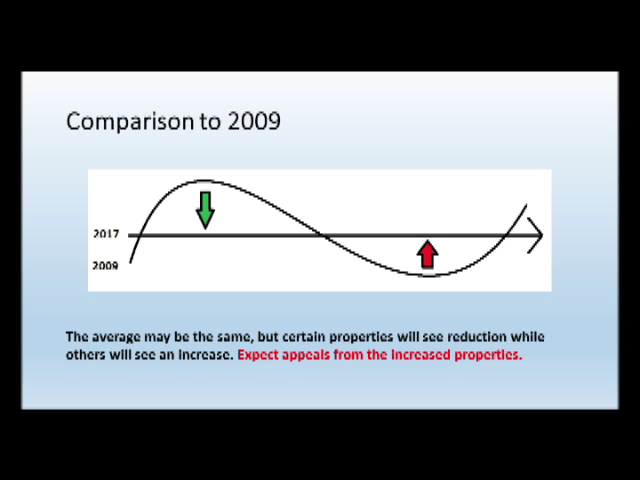 Comparison to 2009
2017
2009
The average may be the same, but certain properties will see reduction while
others will see an increase. Expect appeals from the increased properties.